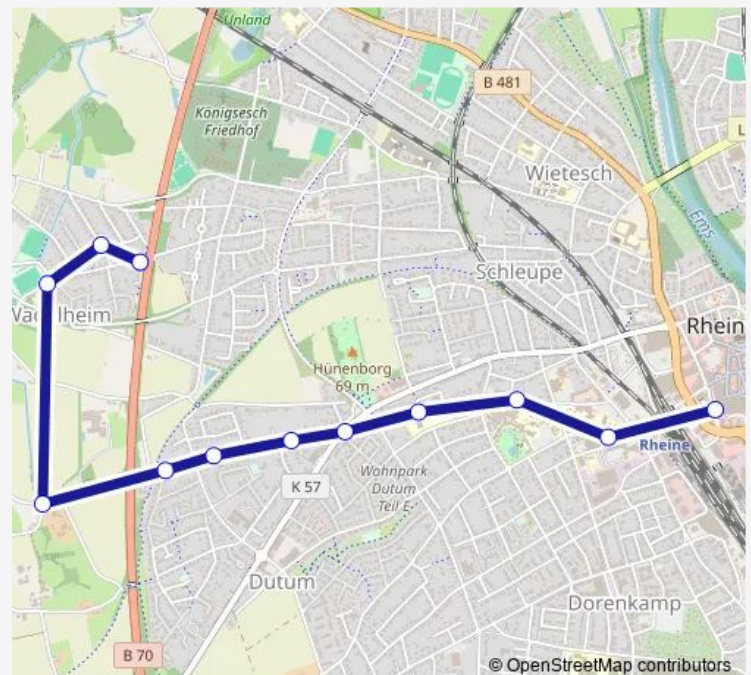 Unland
B 481
Königsesch
Friedhof
L
Wietesch
Ems
Schleupe
Rhein
Hünenborg
69 m
Rheine
Wohnpark
Dutum
Teil E
K 57
Dutum
Dorenkamp
B 70
© OpenStreetMap contributors